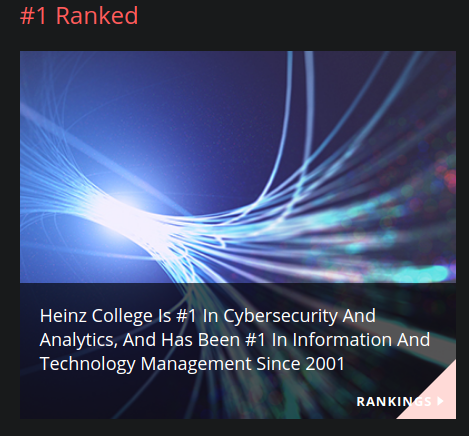 #1 Ranked
Heinz College Is #1 In Cybersecurity And
Analytics, And Has Been #1 In Information And
Technology Management Since 2001
RANKINGS